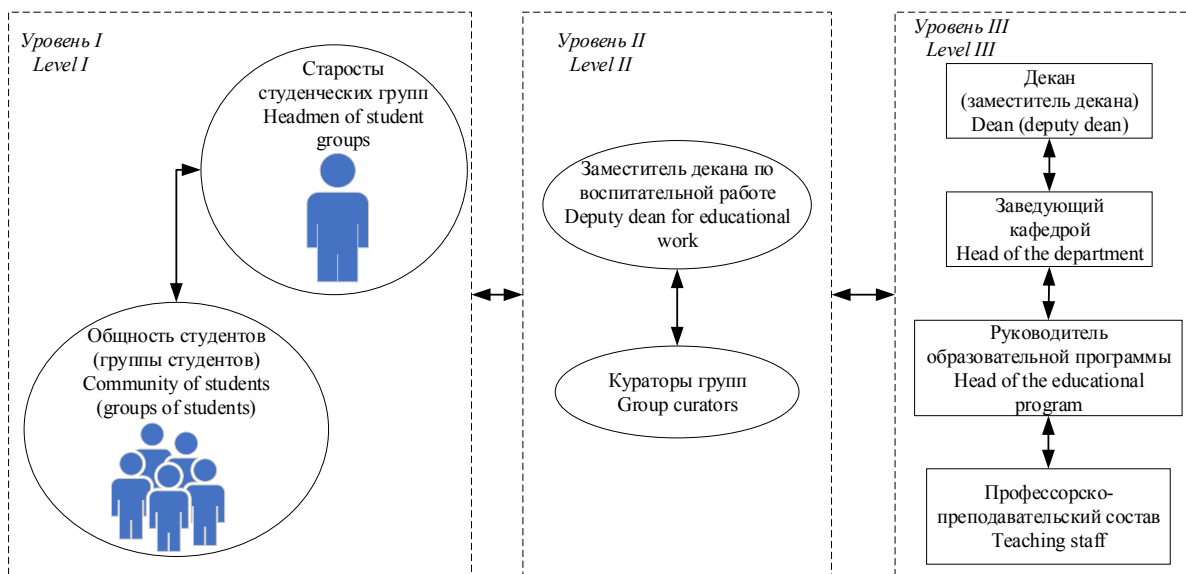 Уровень I
Level I
Старосты
студенческих групп
Headmen of student
groups
Общность студентов
(группы студентов)
Community of students
(groups of students)
Уровень II
Level II
Заместитель декана по
воспитательной работе
Deputy dean for educational
work
Кураторы групп
Group curators
Уровень III
Level III
Декан
(заместитель декана)
Dean (deputy dean)
Заведующий
кафедрой
Head of the department
Руководитель
образовательной программы
Head of the educational
program
Профессорско-
преподавательский состав
Teaching staff